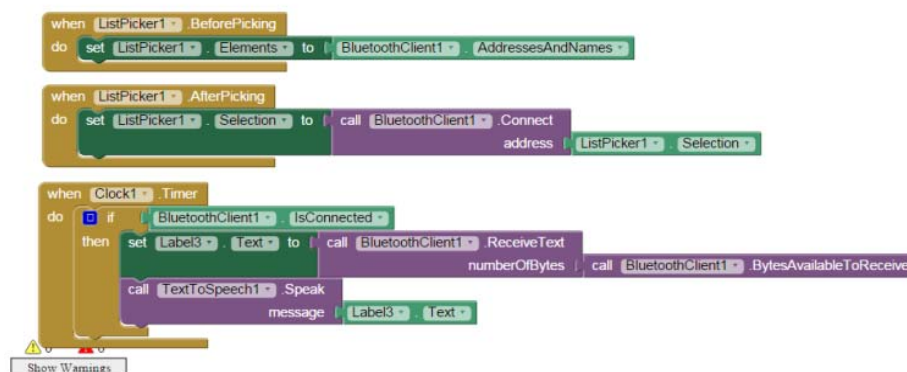 when ListPicker1 .BeforePicking
do set ListPicker1 . Elements to BluetoothClient1 . AddressesAndNames
when ListPicker1 .AfterPicking
do set ListPicker1 . Selection to call BluetoothClient1 .Connect
address ListPicker1 . Selection
when Clock1 .Timer
do if BluetoothClient1 . IsConnected
then set Label3 . Text to call BluetoothClient1 .ReceiveText
numberOfBytes call BluetoothClient1 .BytesAvailableToReceive
call TextToSpeech1 .Speak
message Label3 . Text
0 0
Show Warnings